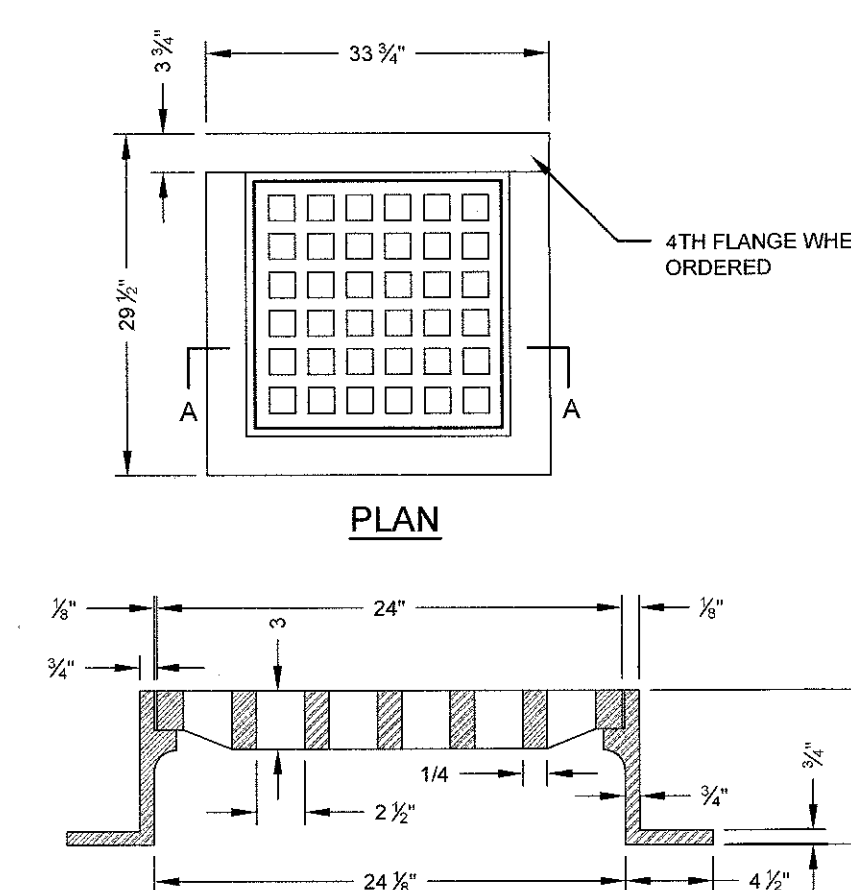 3 ¾"
33 ¾"
29 ½"
4TH FLANGE WHE
ORDERED
A
A
PLAN
⅛"
24"
⅛"
¾"
3
1/4
2 ½"
¾"
¾"
24 ⅛"
4 ½"